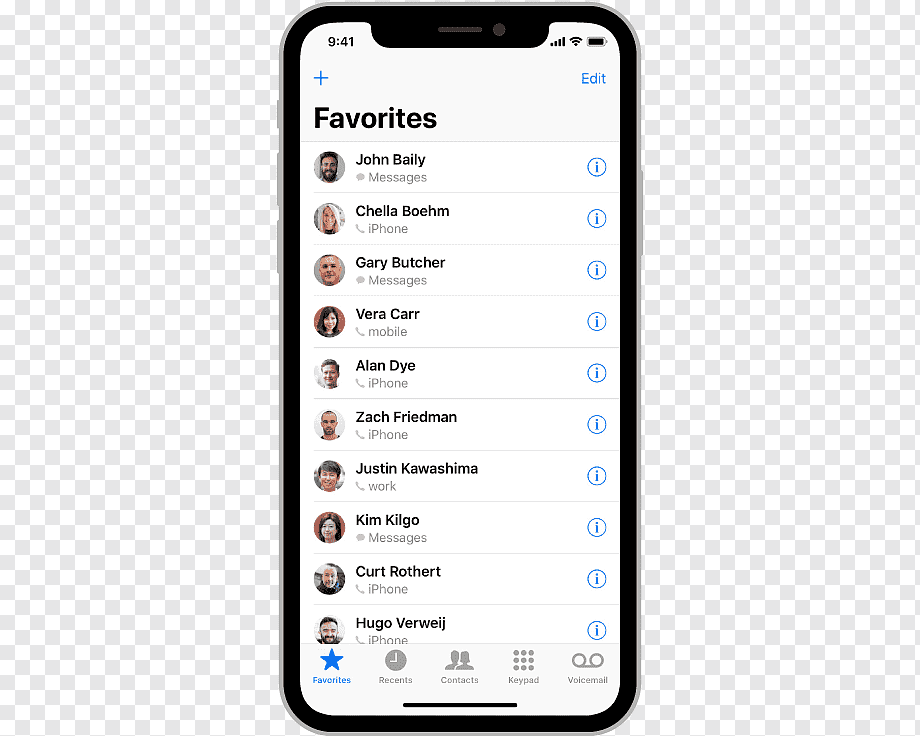 9:41
Edit
Favorites
John Baily
Messages
Chella Boehm
iPhone
Gary Butcher
Messages
Vera Carr
mobile
Alan Dye
iPhone
Zach Friedman
iPhone
Justin Kawashima
work
Kim Kilgo
Messages
Curt Rothert
iPhone
Hugo Verweij
iPhone
Favorites Recents Contacts Keypad Voicemail